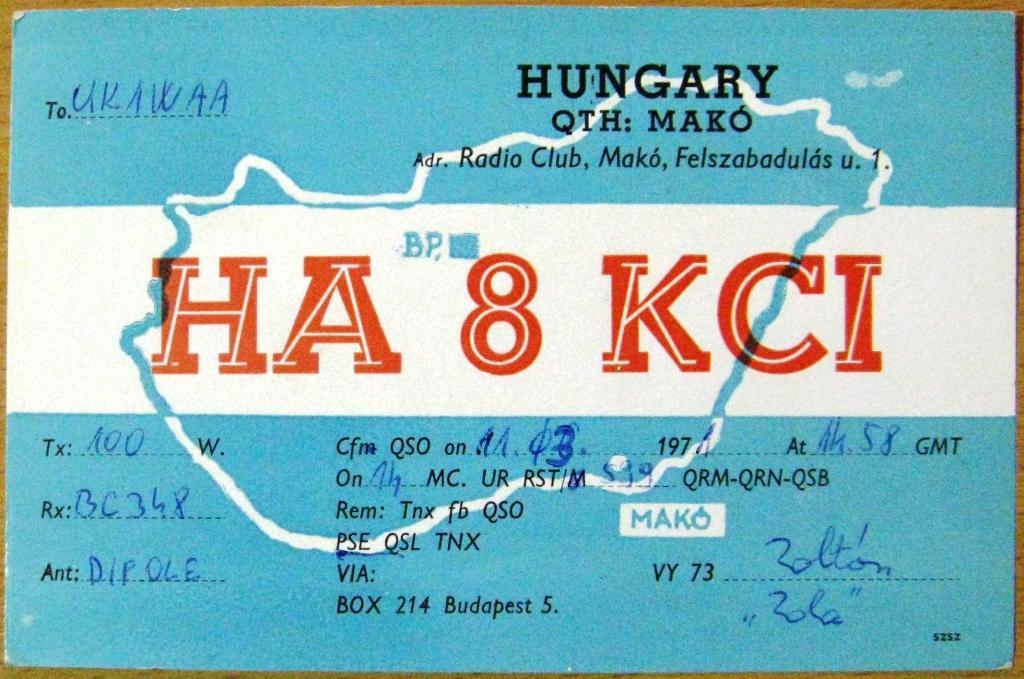 To. UK1WAA
HUNGARY
QTH: MAKÓ
Adr. Radio Club, Makó, Felszabadulás u. 1.
BP.
HA 8 KCI
Tx: 100 W.
Cfm QSO on 11. 03. 1971 At 14.58 GMT
On 14 MC. UR RST/M 599 QRM-QRN-QSB
Rx: BC348
Rem: Tnx fb QSO
MAKÓ
PSE QSL TNX
Ant: DIPOLE
VIA:
VY 73 Zoltán
BOX 214 Budapest 5.
„Zola"
szsz